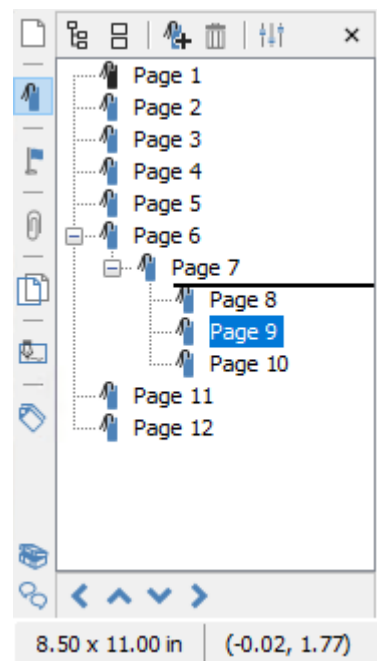 Page 1
Page 2
Page 3
Page 4
Page 5
Page 6
Page 7
Page 8
Page 9
Page 10
Page 11
Page 12
8.50 x 11.00 in (-0.02, 1.77)